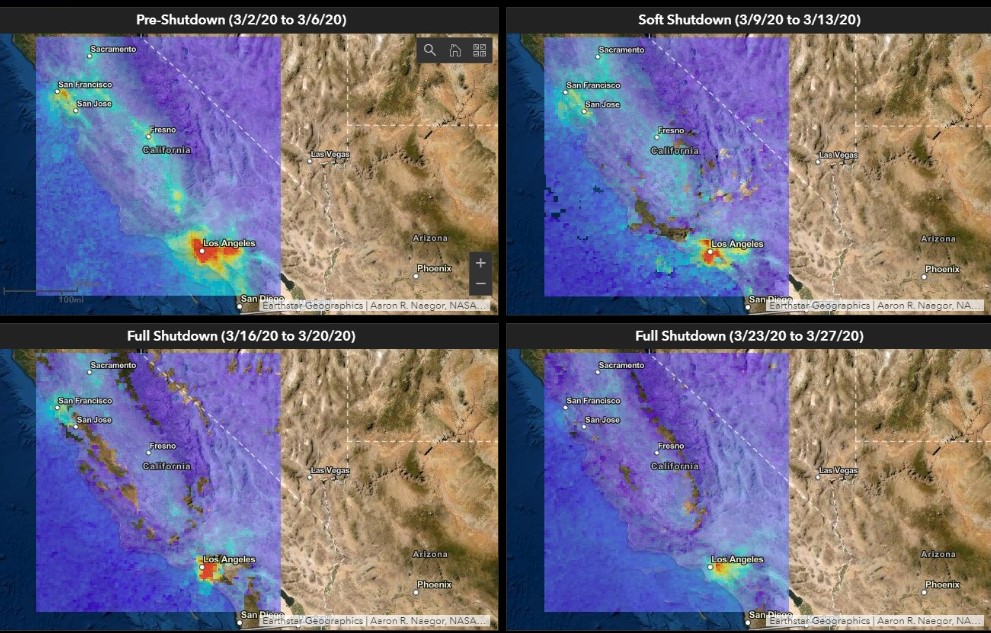 Pre-Shutdown (3/2/20 to 3/6/20)
Sacramento
San Francisco
San Jose
Fresno
California
Las Vegas
Los Angeles
Arizona
Phoenix
100mi
San Diego
Earthstar Geographics | Aaron R. Naegor, NASA...
Soft Shutdown (3/9/20 to 3/13/20)
Sacramento
San Francisco
San Jose
Fresno
California
Las Vegas
Los Angeles
Arizona
Phoenix
San Diego
Earthstar Geographics | Aaron R. Naegor, NA...
Full Shutdown (3/16/20 to 3/20/20)
Sacramento
San Francisco
San Jose
Fresno
California
Las Vegas
Los Angeles
Arizona
Phoenix
San Diego
Earthstar Geographics | Aaron R. Naegor, NASA...
Full Shutdown (3/23/20 to 3/27/20)
Sacramento
San Francisco
San Jose
Fresno
California
Las Vegas
Los Angeles
Arizona
Phoenix
San Diego
Earthstar Geographics | Aaron R. Naegor, NA...